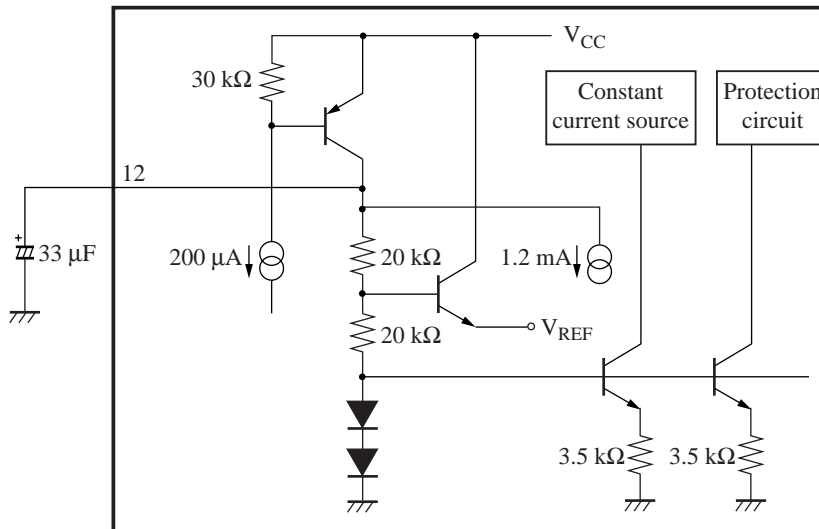 V_CC
30 kΩ
Constant
current source
Protection
circuit
12
+
33 μF
200 μA
20 kΩ
1.2 mA
20 kΩ
V_REF
3.5 kΩ
3.5 kΩ